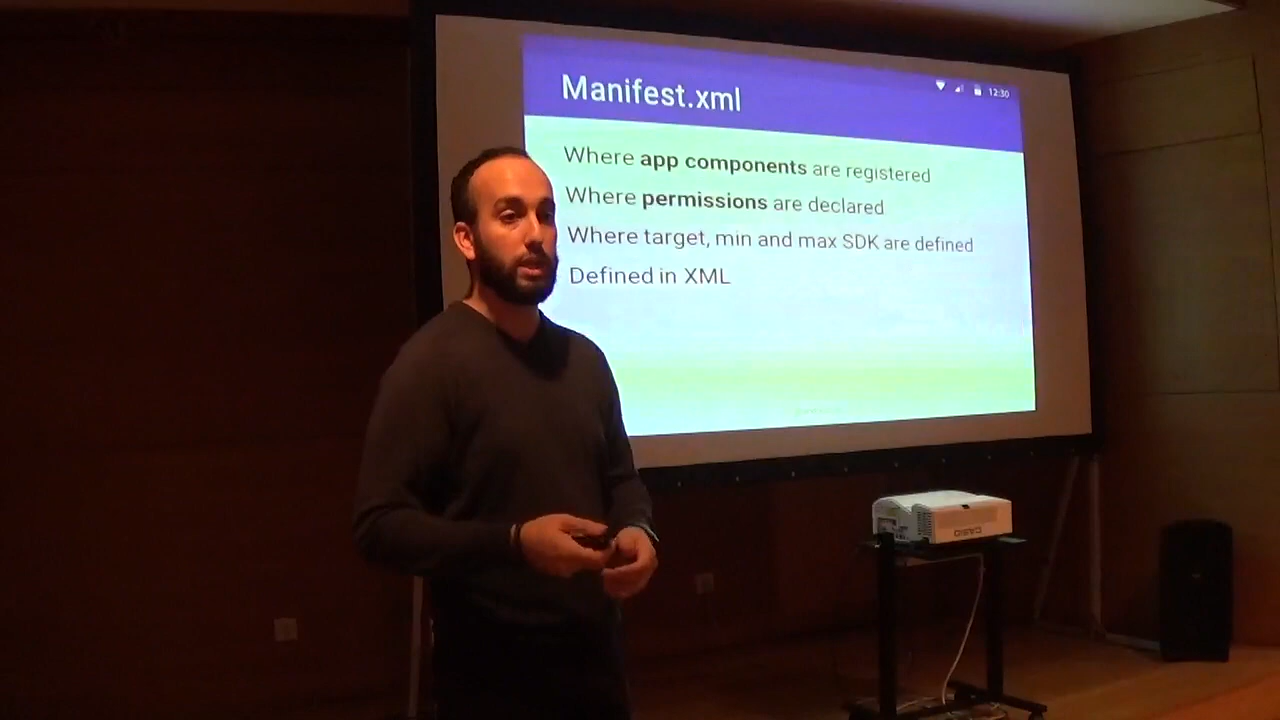 Manifest.xml
12:30
Where app components are registered
Where permissions are declared
Where target, min and max SDK are defined
Defined in XML
CASIO